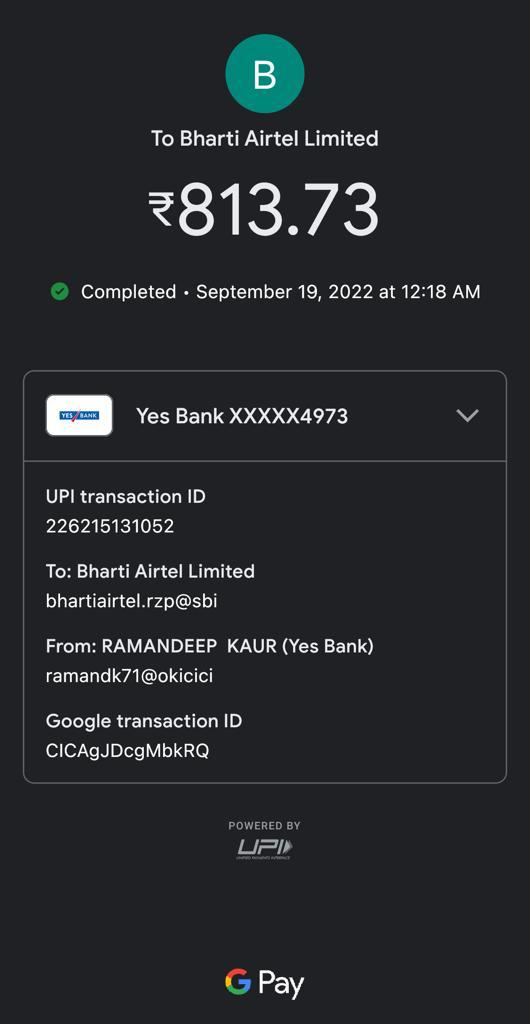 B
To Bharti Airtel Limited
₹813.73
Completed • September 19, 2022 at 12:18 AM
YES BANK
Yes Bank XXXXX4973
UPI transaction ID
226215131052
To: Bharti Airtel Limited
bhartiairtel.rzp@sbi
From: RAMANDEEP KAUR (Yes Bank)
ramandk71@okicici
Google transaction ID
CICAgJDcgMbkRQ
POWERED BY
UPI
UNIFIED PAYMENTS INTERFACE
G Pay